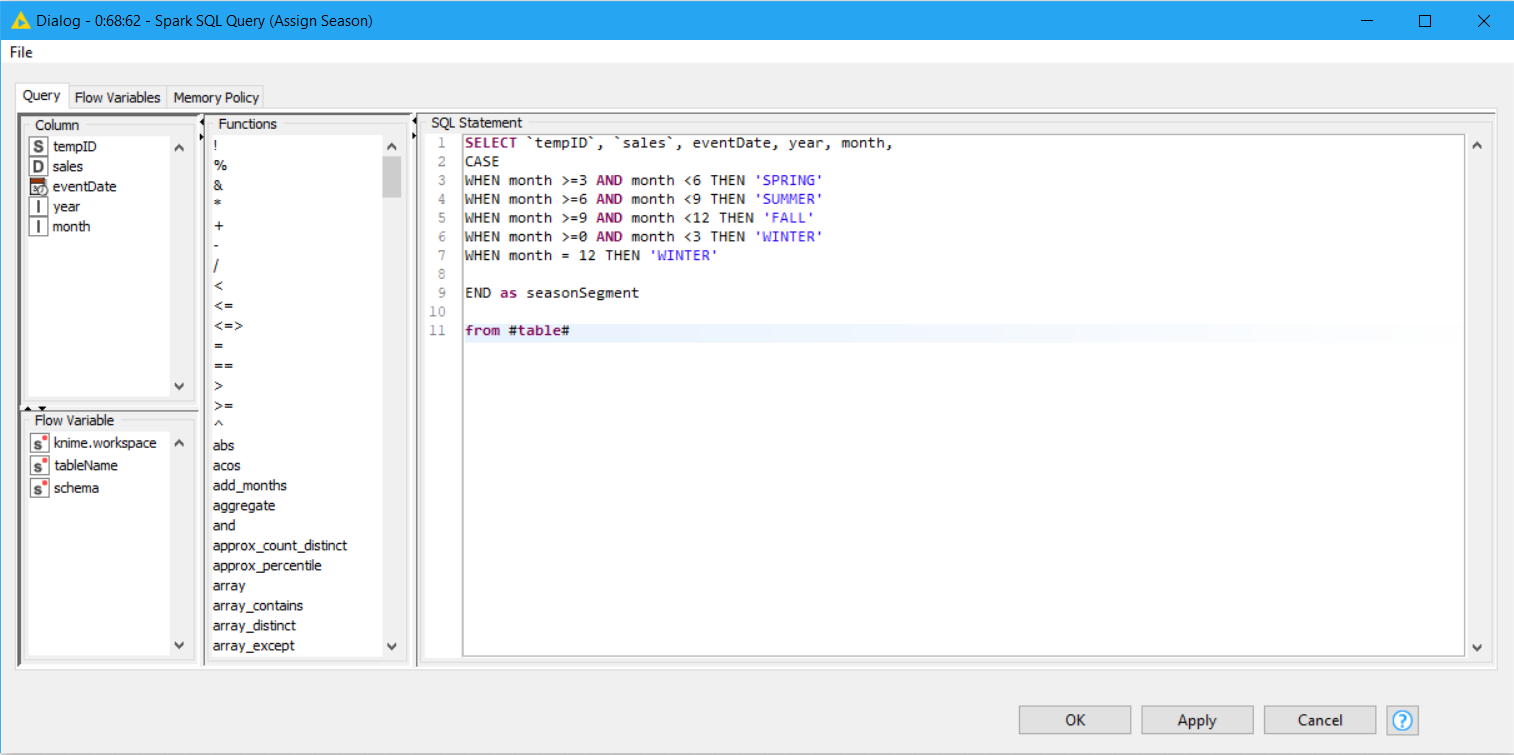 Dialog - 0:68:62 - Spark SQL Query (Assign Season)
File
Query Flow Variables Memory Policy
Column
S tempID
D sales
eventDate
I year
I month
Flow Variable
s knime.workspace
s tableName
s schema
Functions
!
%
&
*
+
-
/
<
<=
<=>
=
==
>
>=
^
abs
acos
add_months
aggregate
and
approx_count_distinct
approx_percentile
array
array_contains
array_distinct
array_except
SQL Statement
1 SELECT `tempID`, `sales`, eventDate, year, month,
2 CASE
3 WHEN month >=3 AND month <6 THEN 'SPRING'
4 WHEN month >=6 AND month <9 THEN 'SUMMER'
5 WHEN month >=9 AND month <12 THEN 'FALL'
6 WHEN month >=0 AND month <3 THEN 'WINTER'
7 WHEN month = 12 THEN 'WINTER'
8
9 END as seasonSegment
10
11 from #table#
OK Apply Cancel ?